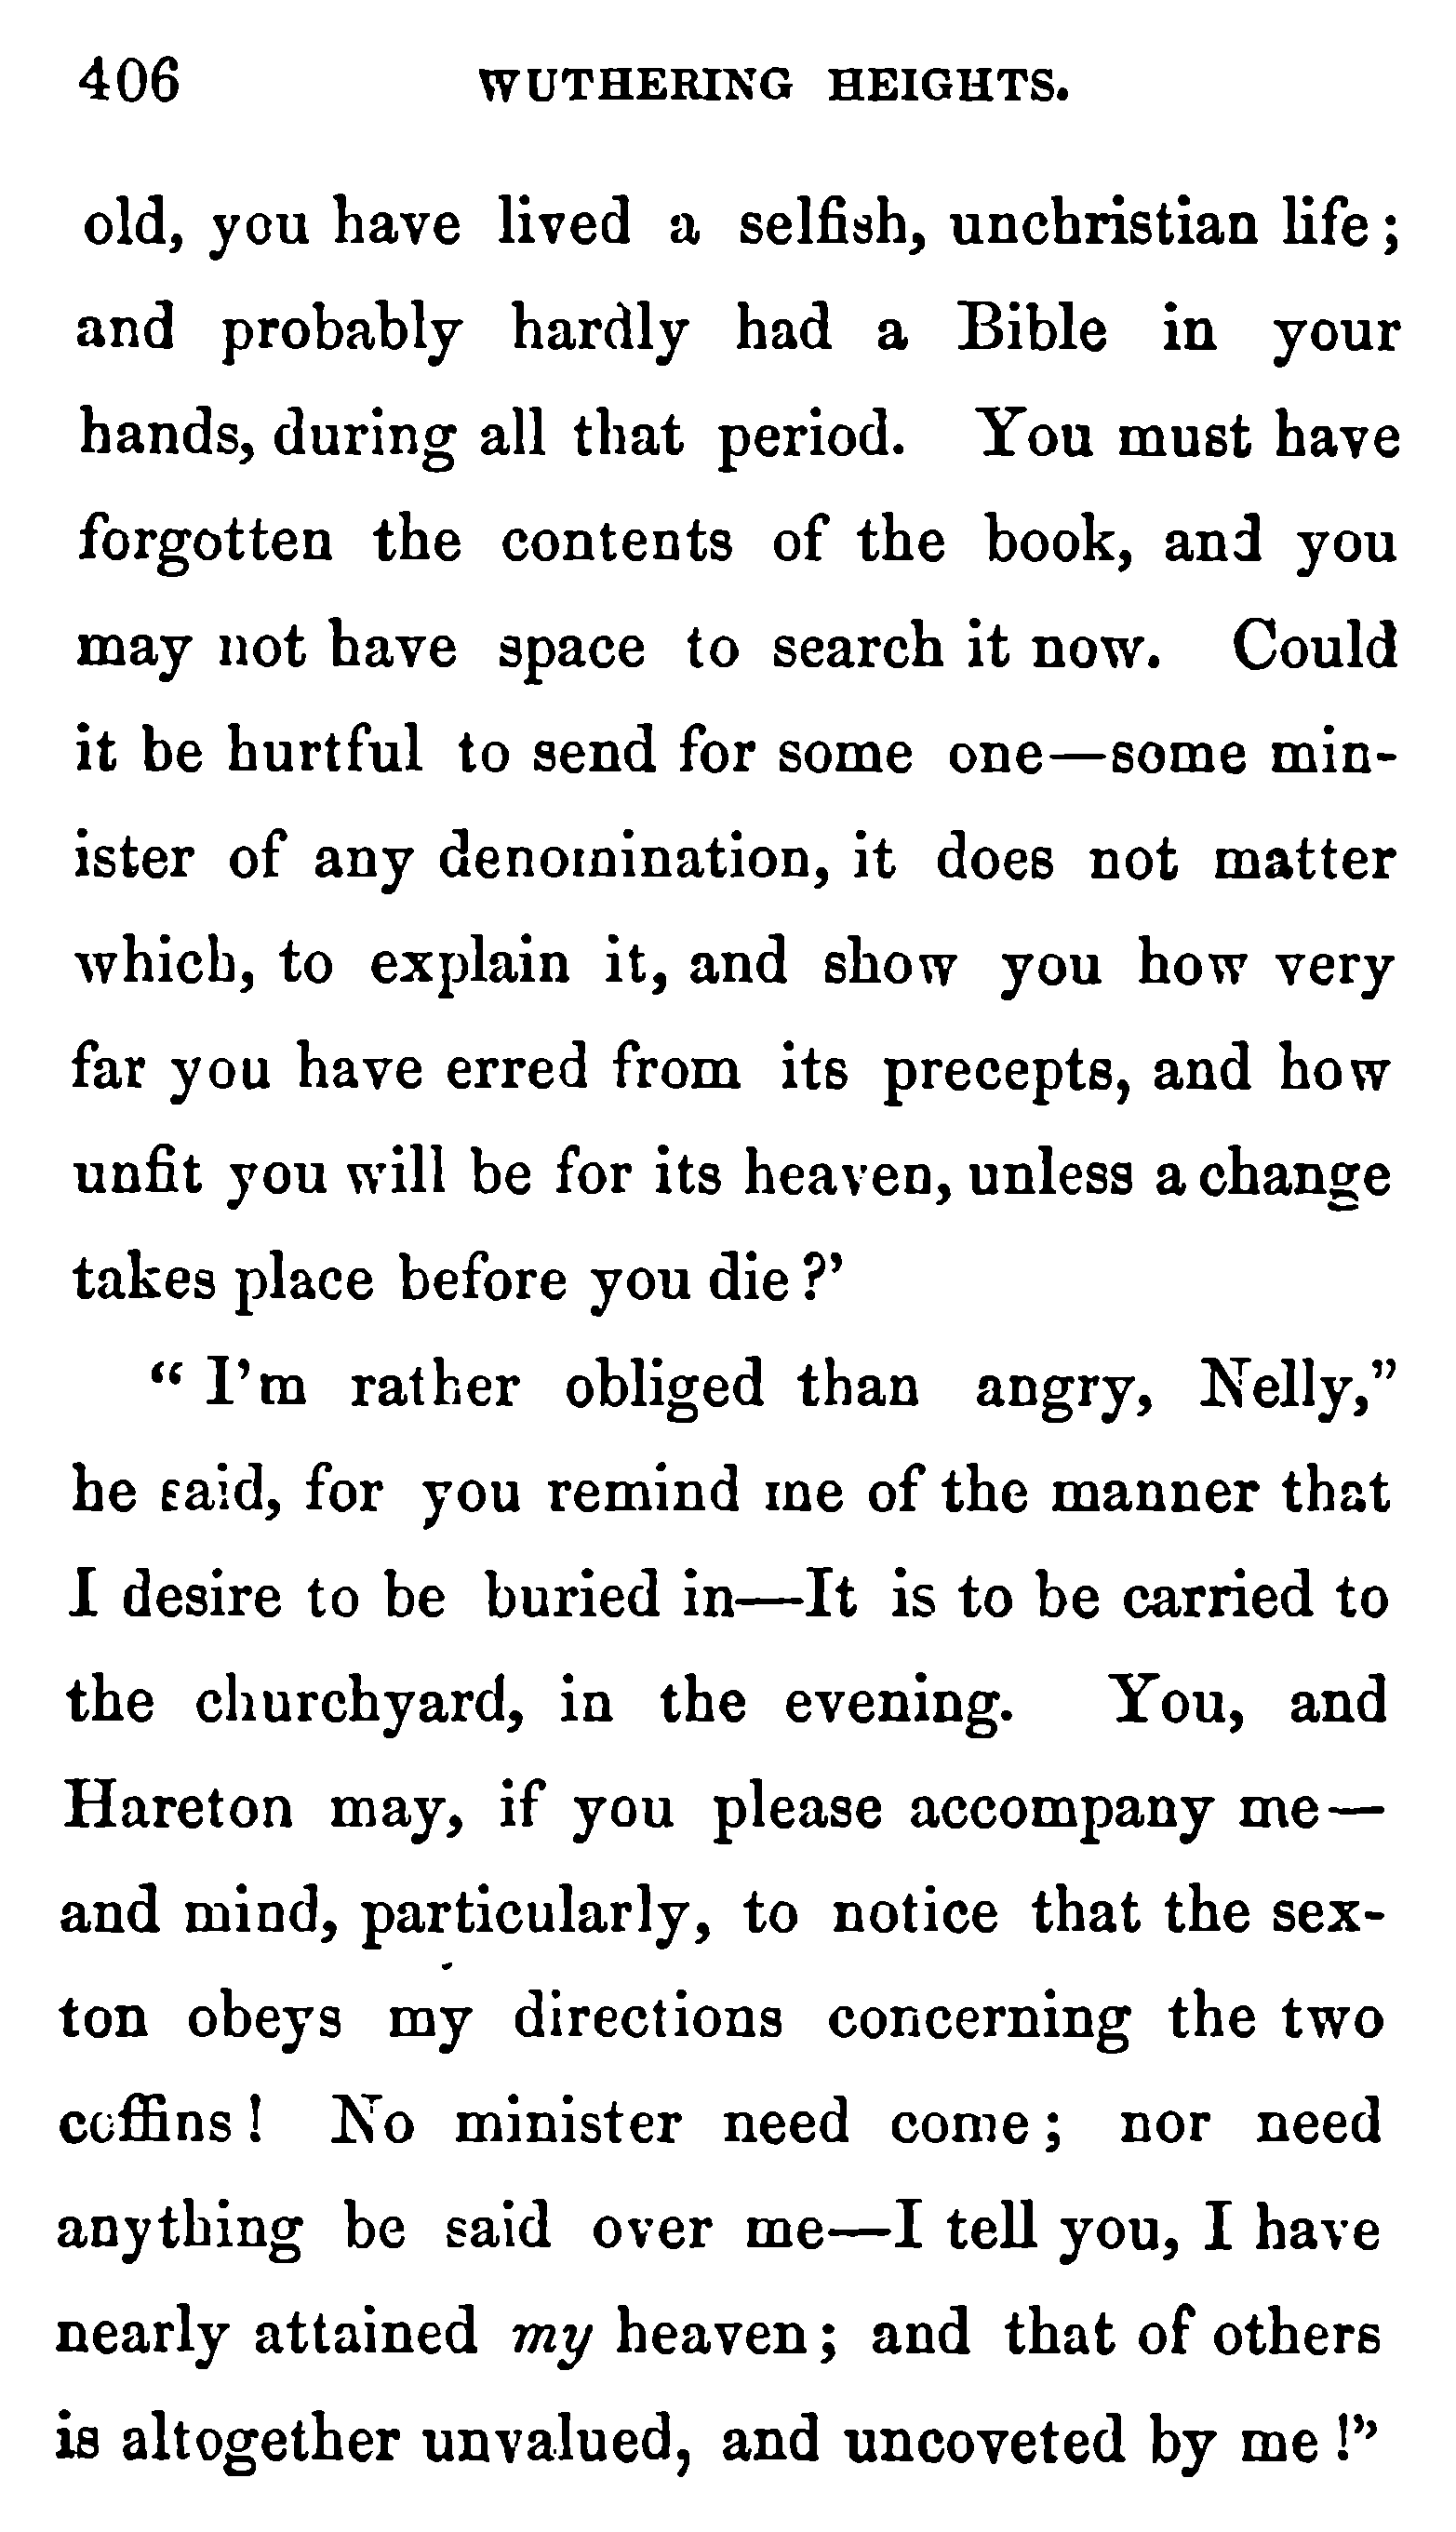 406 WUTHERING HEIGHTS.
old, you have lived a selfish, unchristian life;
and probably hardly had a Bible in your
hands, during all that period. You must have
forgotten the contents of the book, and you
may not have space to search it now. Could
it be hurtful to send for some one—some min-
ister of any denomination, it does not matter
which, to explain it, and show you how very
far you have erred from its precepts, and how
unfit you will be for its heaven, unless a change
takes place before you die?’
“I’m rather obliged than angry, Nelly,”
he said, for you remind me of the manner that
I desire to be buried in—It is to be carried to
the churchyard, in the evening. You, and
Hareton may, if you please accompany me—
and mind, particularly, to notice that the sex-
ton obeys my directions concerning the two
coffins! No minister need come; nor need
anything be said over me—I tell you, I have
nearly attained my heaven; and that of others
is altogether unvalued, and uncoveted by me!”